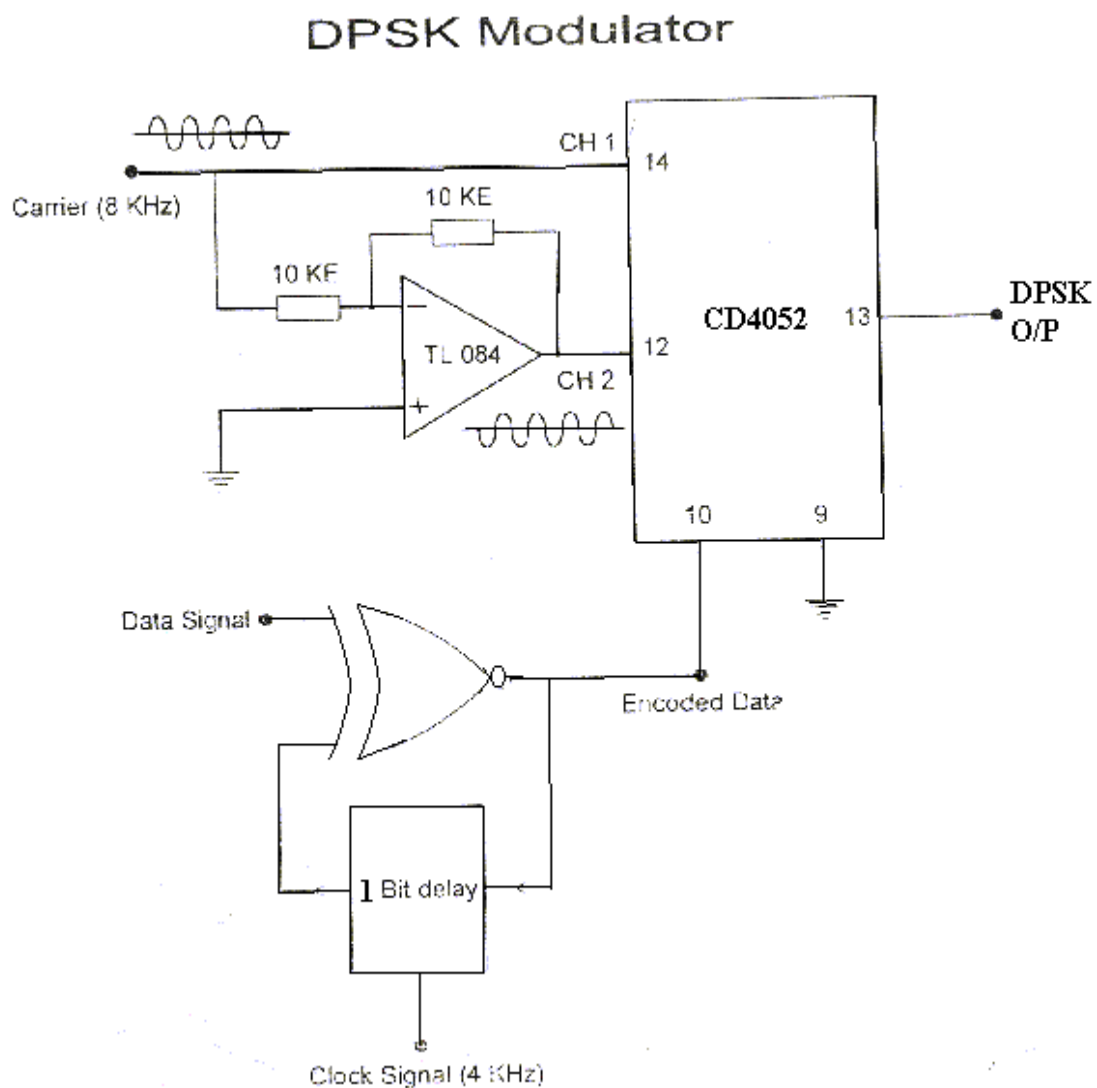 DPSK Modulator
CH 1
14
Carrier (8 KHz)
10 KE
10 KE
TL 084
CH 2
12
CD4052
13
DPSK
O/P
10
9
Data Signal
Encoded Data
1 Bit delay
Clock Signal (4 KHz)